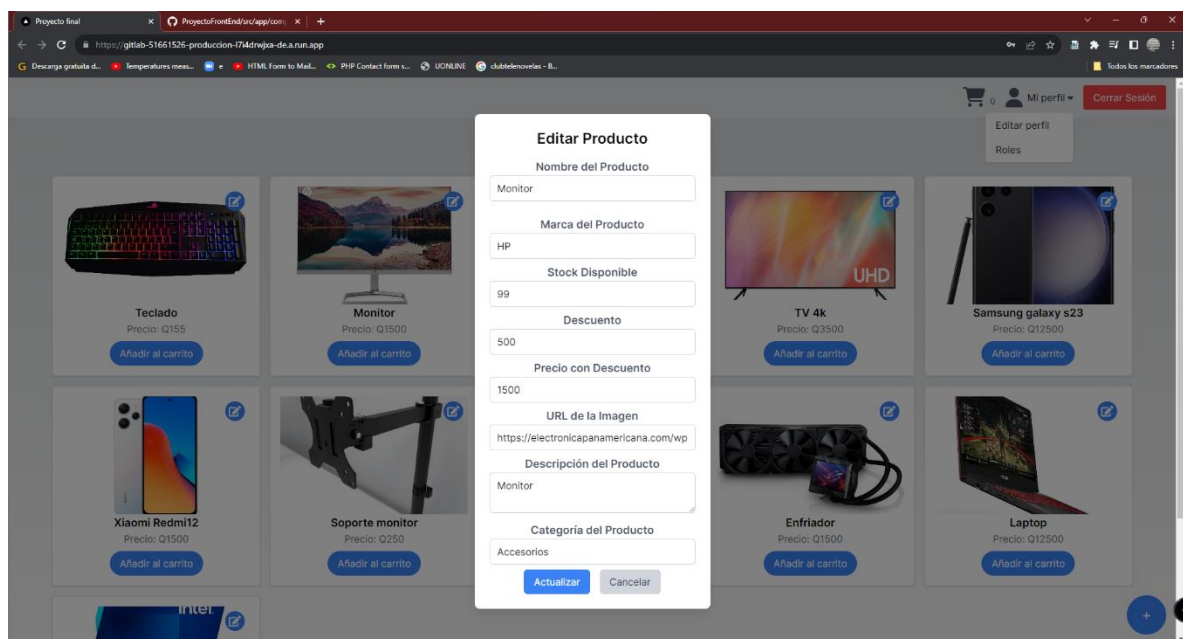 Proyecto final
ProyectoFrontEnd/src/app/com
https://gitlab-51661526-produccion-l7i4drwjxa-de.a.run.app
Descarga gratuita d...
Temperatures meas...
e
HTML Form to Mail...
PHP Contact form s...
UONLINE
clubtelenovelas - B...
Todos los marcadores
0
Mi perfil
Cerrar Sesión
Editar perfil
Roles
Editar Producto
Nombre del Producto
Monitor
Marca del Producto
HP
Stock Disponible
99
Descuento
500
Precio con Descuento
1500
URL de la Imagen
https://electronicapanamericana.com/wp
Descripción del Producto
Monitor
Categoría del Producto
Accesorios
Actualizar
Cancelar
Teclado
Precio: Q155
Añadir al carrito
Monitor
Precio: Q1500
Añadir al carrito
UHD
TV 4k
Precio: Q3500
Añadir al carrito
Samsung galaxy s23
Precio: Q12500
Añadir al carrito
Xiaomi Redmi12
Precio: Q1500
Añadir al carrito
Soporte monitor
Precio: Q250
Añadir al carrito
Enfriador
Precio: Q1500
Añadir al carrito
Laptop
Precio: Q12500
Añadir al carrito
intel
+